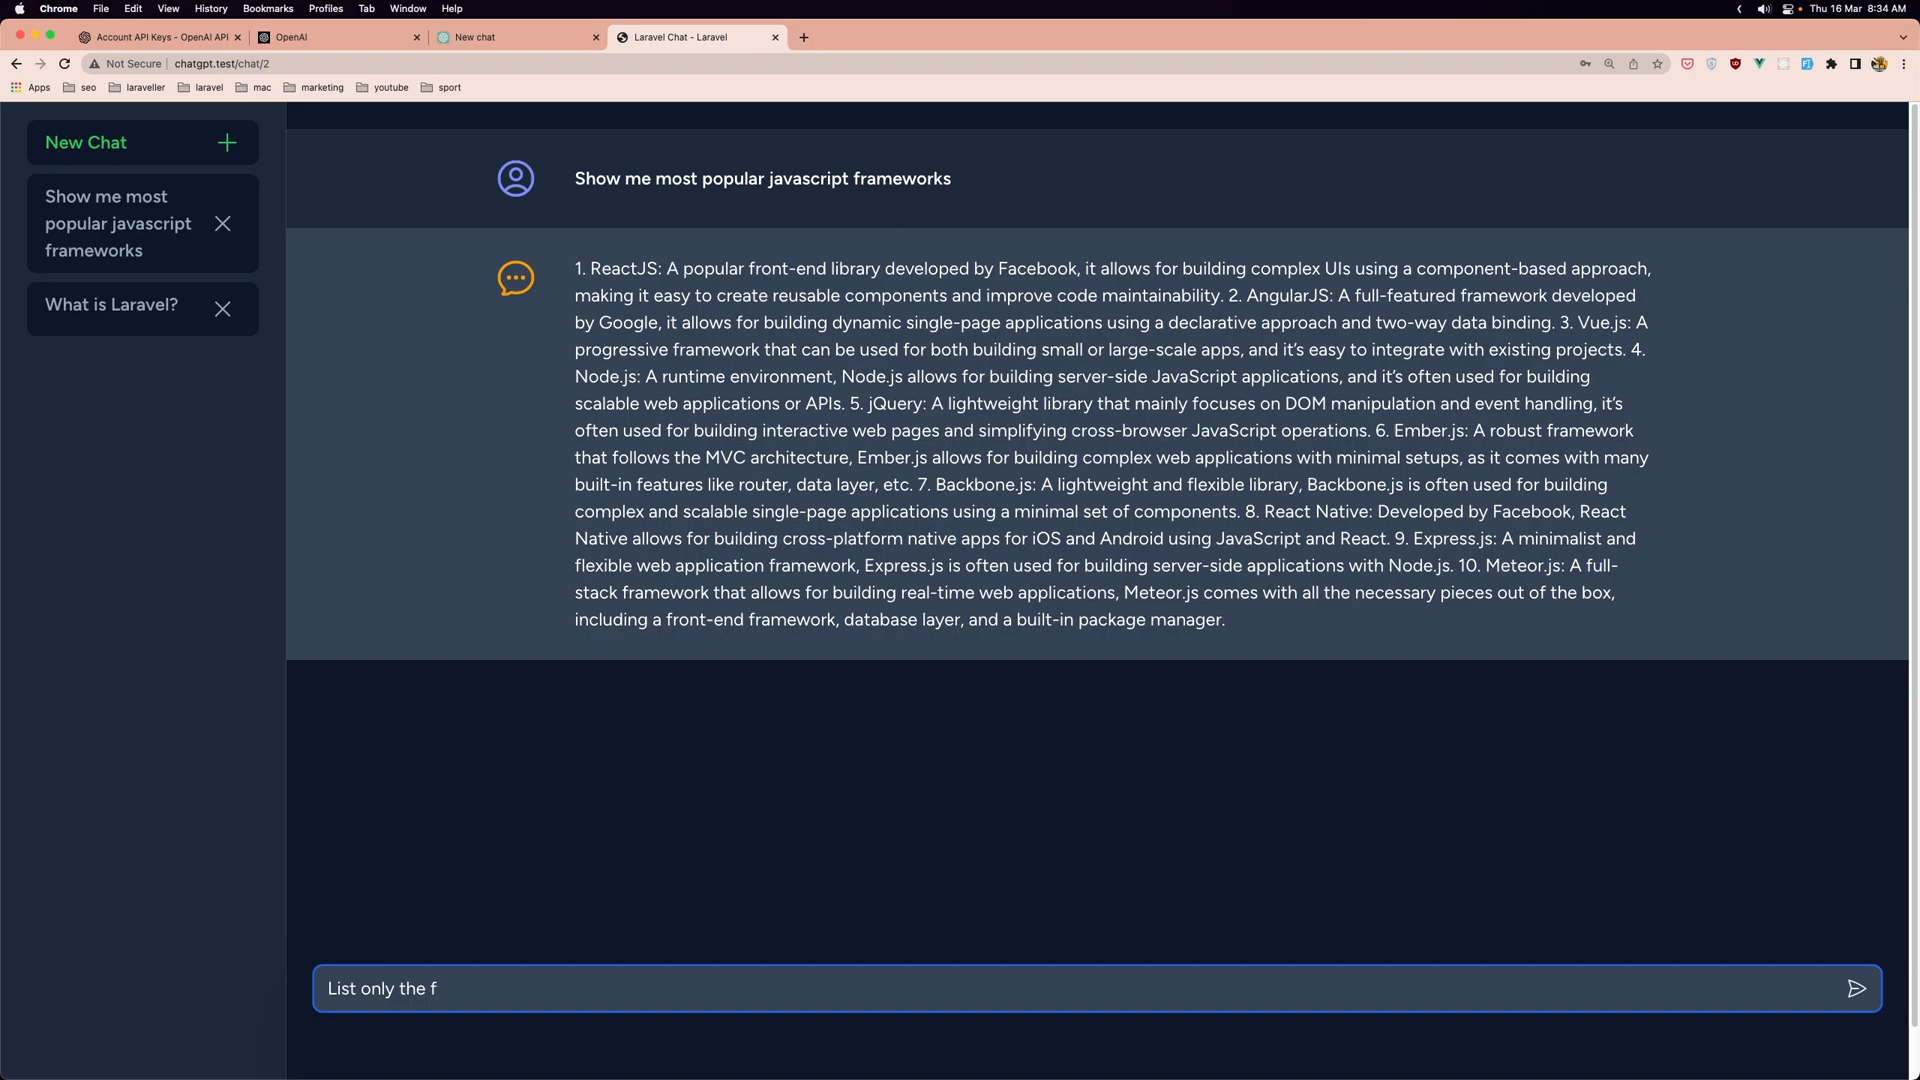 Chrome File Edit View History Bookmarks Profiles Tab Window Help Thu 16 Mar 8:34 AM
Account API Keys - OpenAI API OpenAI New chat Laravel Chat - Laravel
Not Secure chatgpt.test/chat/2
Apps seo laraveller laravel mac marketing youtube sport
New Chat
Show me most
popular javascript
frameworks
What is Laravel?
Show me most popular javascript frameworks
1. ReactJS: A popular front-end library developed by Facebook, it allows for building complex UIs using a component-based approach,
making it easy to create reusable components and improve code maintainability. 2. AngularJS: A full-featured framework developed
by Google, it allows for building dynamic single-page applications using a declarative approach and two-way data binding. 3. Vue.js: A
progressive framework that can be used for both building small or large-scale apps, and it's easy to integrate with existing projects. 4.
Node.js: A runtime environment, Node.js allows for building server-side JavaScript applications, and it's often used for building
scalable web applications or APIs. 5. jQuery: A lightweight library that mainly focuses on DOM manipulation and event handling, it's
often used for building interactive web pages and simplifying cross-browser JavaScript operations. 6. Ember.js: A robust framework
that follows the MVC architecture, Ember.js allows for building complex web applications with minimal setups, as it comes with many
built-in features like router, data layer, etc. 7. Backbone.js: A lightweight and flexible library, Backbone.js is often used for building
complex and scalable single-page applications using a minimal set of components. 8. React Native: Developed by Facebook, React
Native allows for building cross-platform native apps for iOS and Android using JavaScript and React. 9. Express.js: A minimalist and
flexible web application framework, Express.js is often used for building server-side applications with Node.js. 10. Meteor.js: A full-
stack framework that allows for building real-time web applications, Meteor.js comes with all the necessary pieces out of the box,
including a front-end framework, database layer, and a built-in package manager.
List only the f